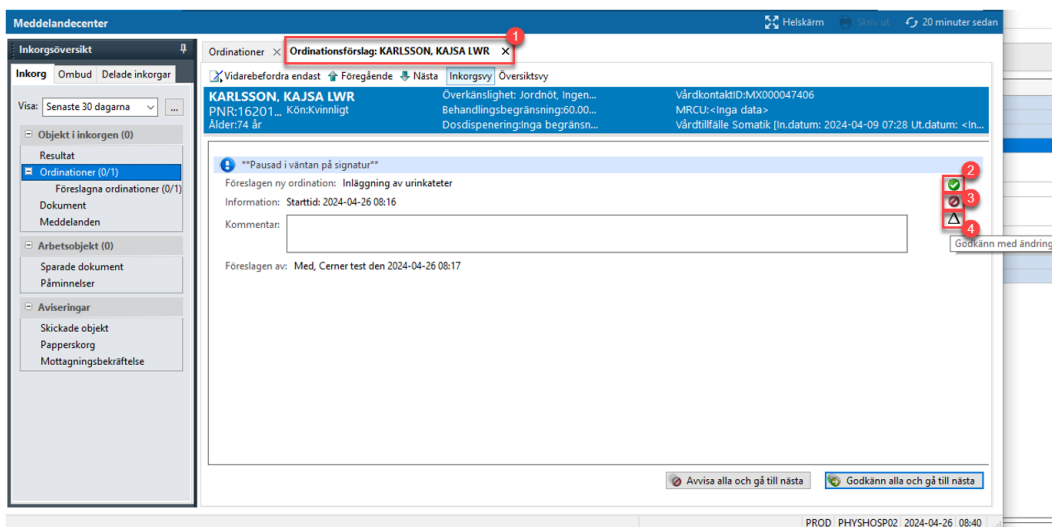 Meddelandecenter
Helskärm Skriv ut 20 minuter sedan
Inkorgsöversikt
Inkorg Ombud Delade inkorgar
Visa: Senaste 30 dagarna ...
Objekt i inkorgen (0)
Resultat
Ordinationer (0/1)
Föreslagna ordinationer (0/1)
Dokument
Meddelanden
Arbetsobjekt (0)
Sparade dokument
Påminnelser
Aviseringar
Skickade objekt
Papperskorg
Mottagningsbekräftelse
1
Ordinationer Ordinationsförslag: KARLSSON, KAJSA LWR
Vidarebefordra endast Föregående Nästa Inkorgsvy Översiktsvy
KARLSSON, KAJSA LWR Överkänslighet: Jordnöt, Ingen... VårdkontaktID:MX000047406
PNR:16201... Kön:Kvinnligt Behandlingsbegränsning:60.00... MRCU:<Inga data>
Ålder:74 år Dosdispenering:Inga begränsn... Vårdtillfälle Somatik [In.datum: 2024-04-09 07:28 Ut.datum: <In...
**Pausad i väntan på signatur**
Föreslagen ny ordination: Inläggning av urinkateter
2
Information: Starttid: 2024-04-26 08:16
3
Kommentar:
4
Godkänn med ändring
Föreslagen av: Med, Cerner test den 2024-04-26 08:17
Avvisa alla och gå till nästa Godkänn alla och gå till nästa
PROD PHYSHOSP02 2024-04-26 08:40